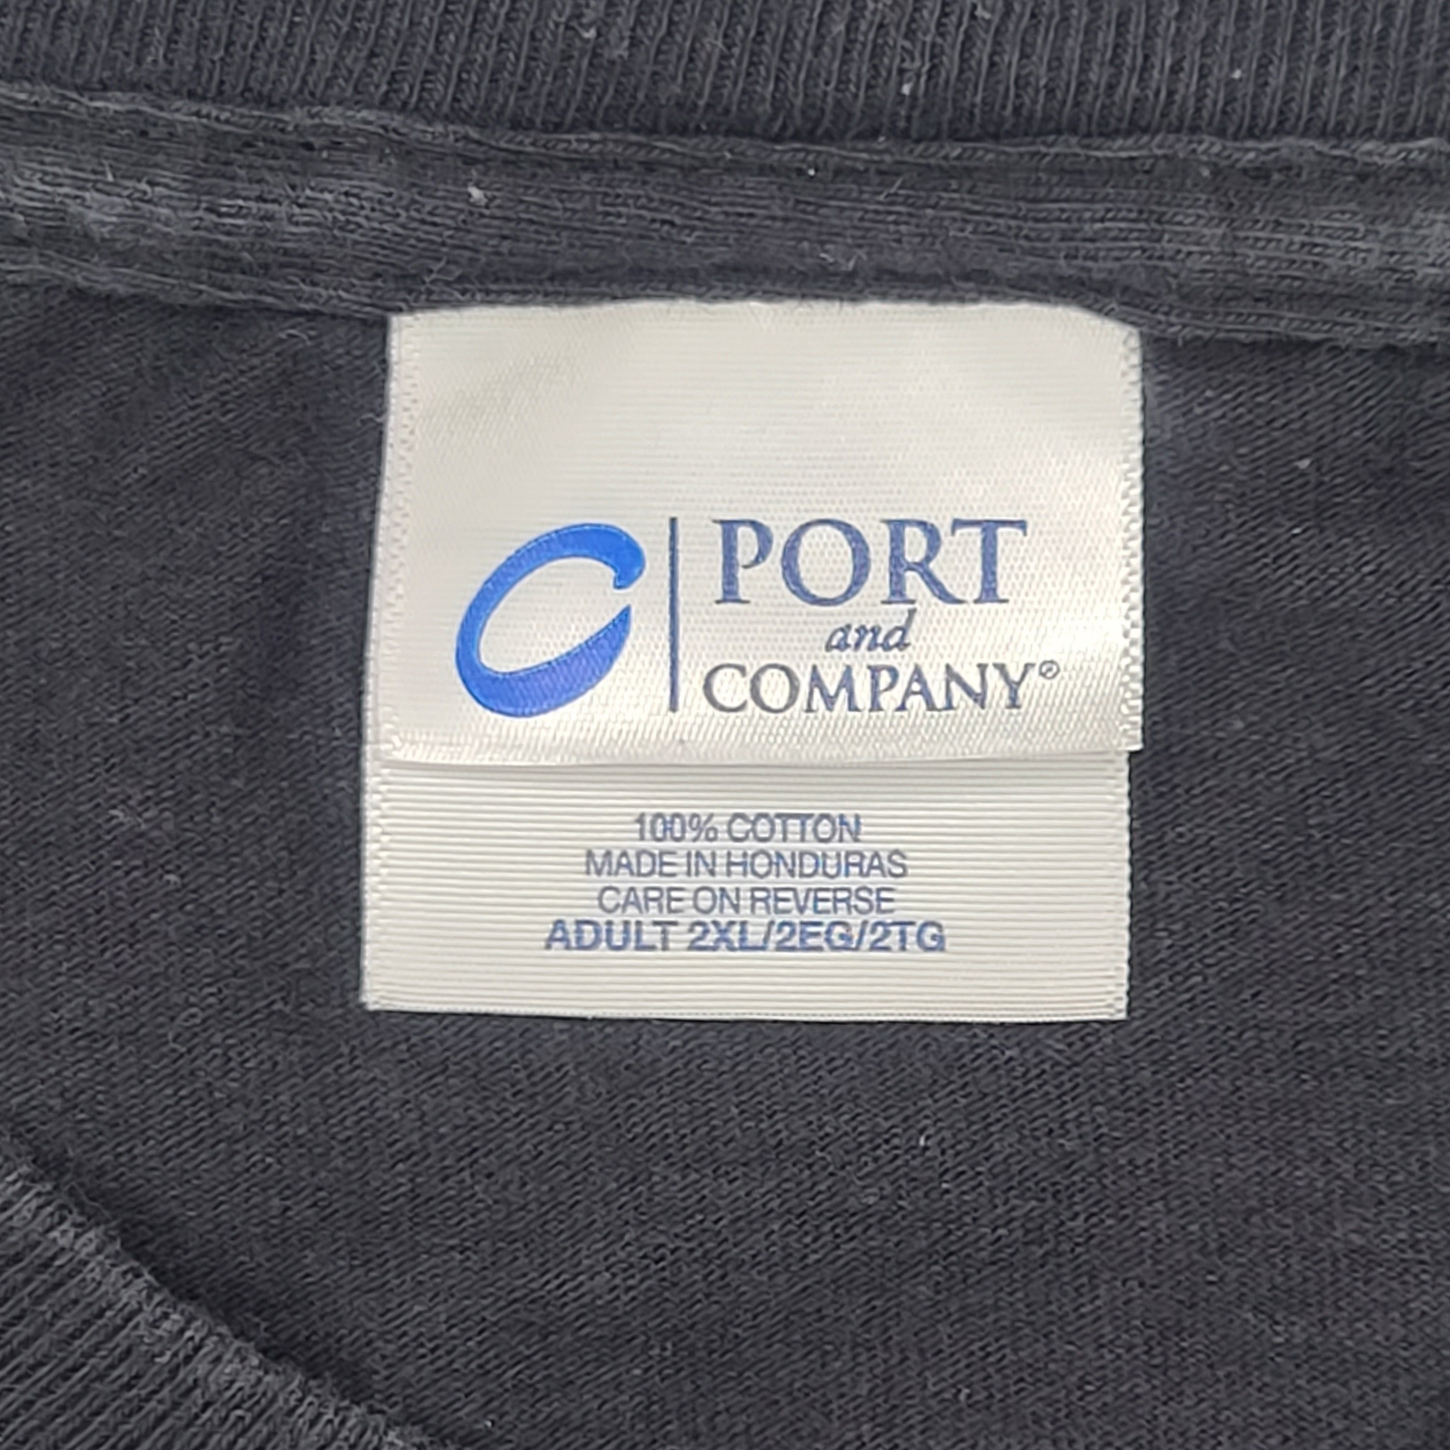 PORT
and
COMPANY®
100% COTTON
MADE IN HONDURAS
CARE ON REVERSE
ADULT 2XL/2EG/2TG